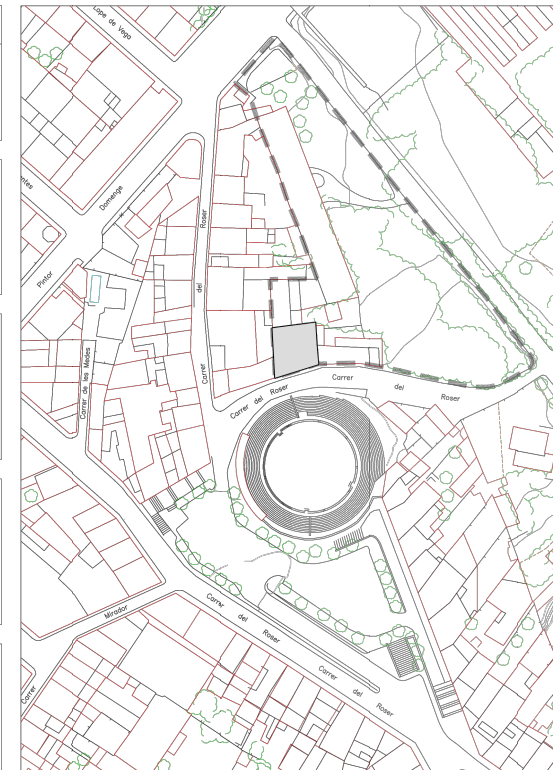 Lope de Vega
Domenge
Pintor
Carrer del Roser
Carrer de les Medes
Carrer del Roser
Carrer del Roser
Mirador
Carrer
Carrer del Roser
Carrer del Roser